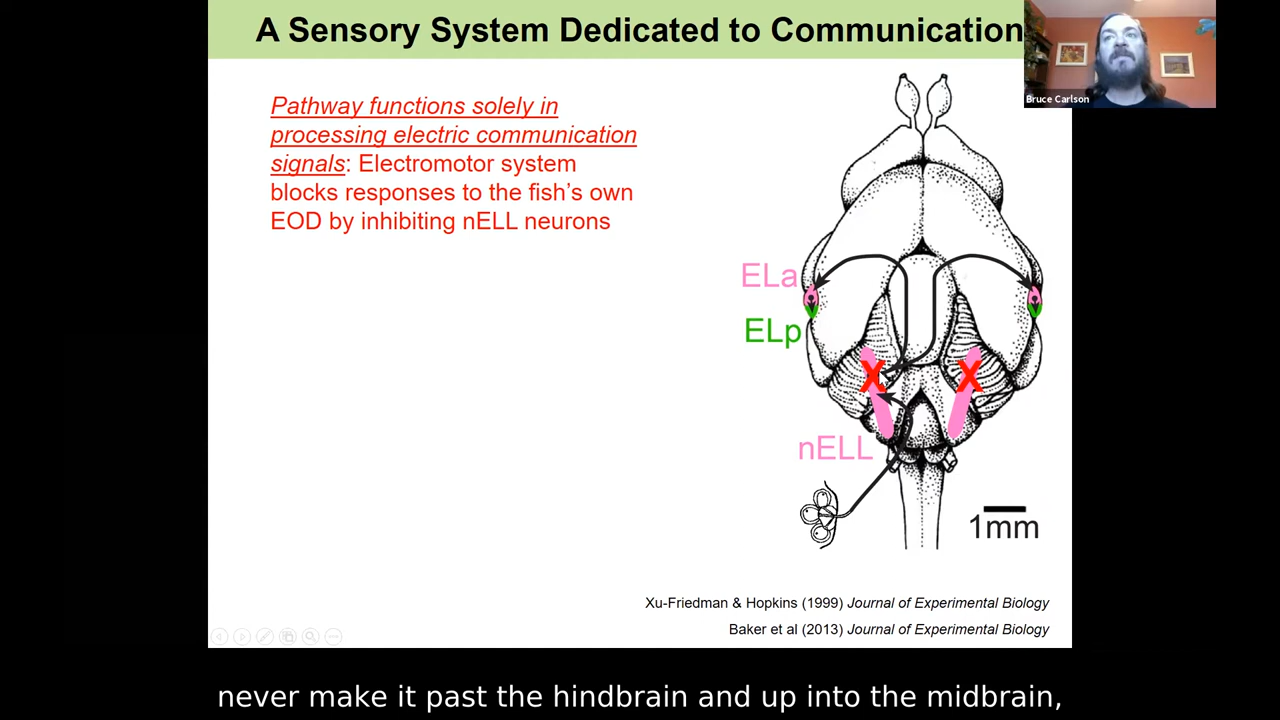 A Sensory System Dedicated to Communication
Bruce Carlson
Pathway functions solely in
processing electric communication
signals: Electromotor system
blocks responses to the fish's own
EOD by inhibiting nELL neurons
ELa
ELp
X X
nELL
1mm
Xu-Friedman & Hopkins (1999) Journal of Experimental Biology
Baker et al (2013) Journal of Experimental Biology
never make it past the hindbrain and up into the midbrain,